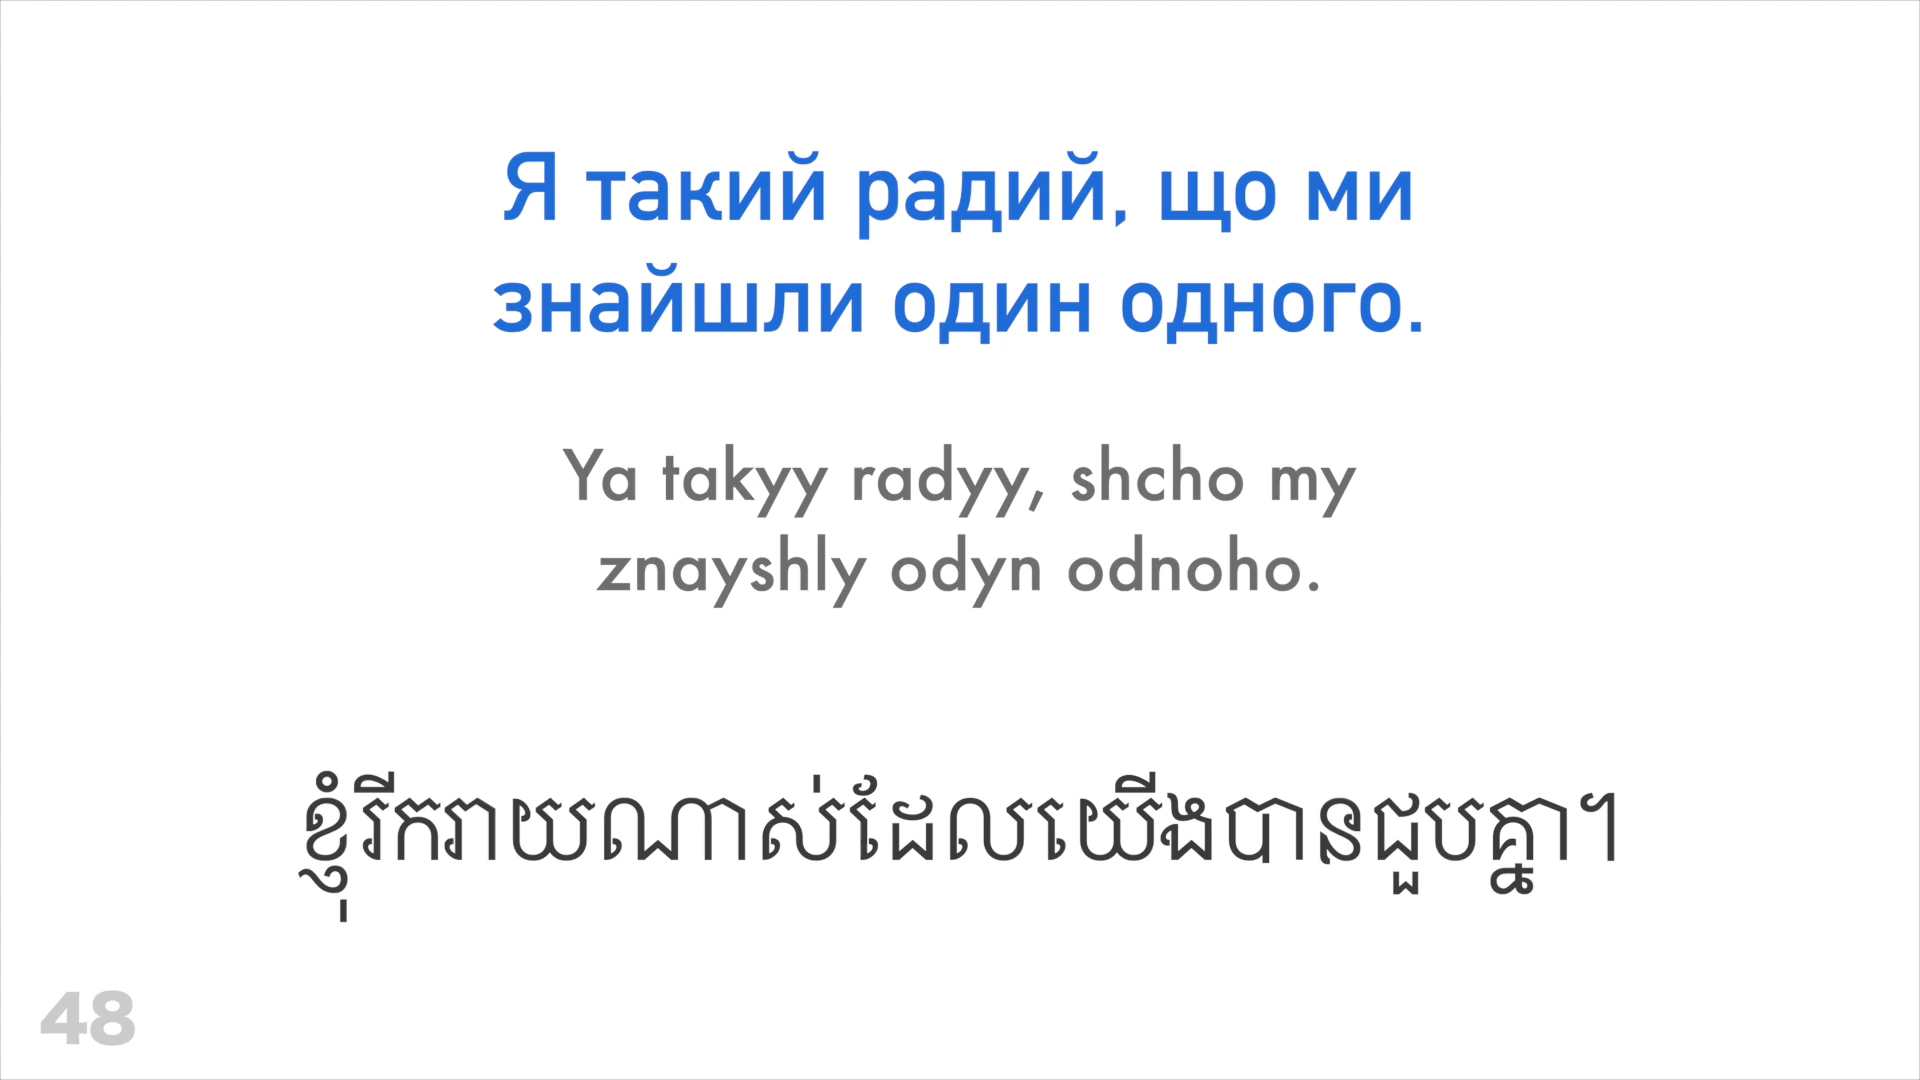 Я такий радий, що ми
знайшли один одного.
Ya takyy radyy, shcho my
znayshly odyn odnoho.
ខ្ញុំរីករាយណាស់ដែលយើងបានជួបគ្នា។
48